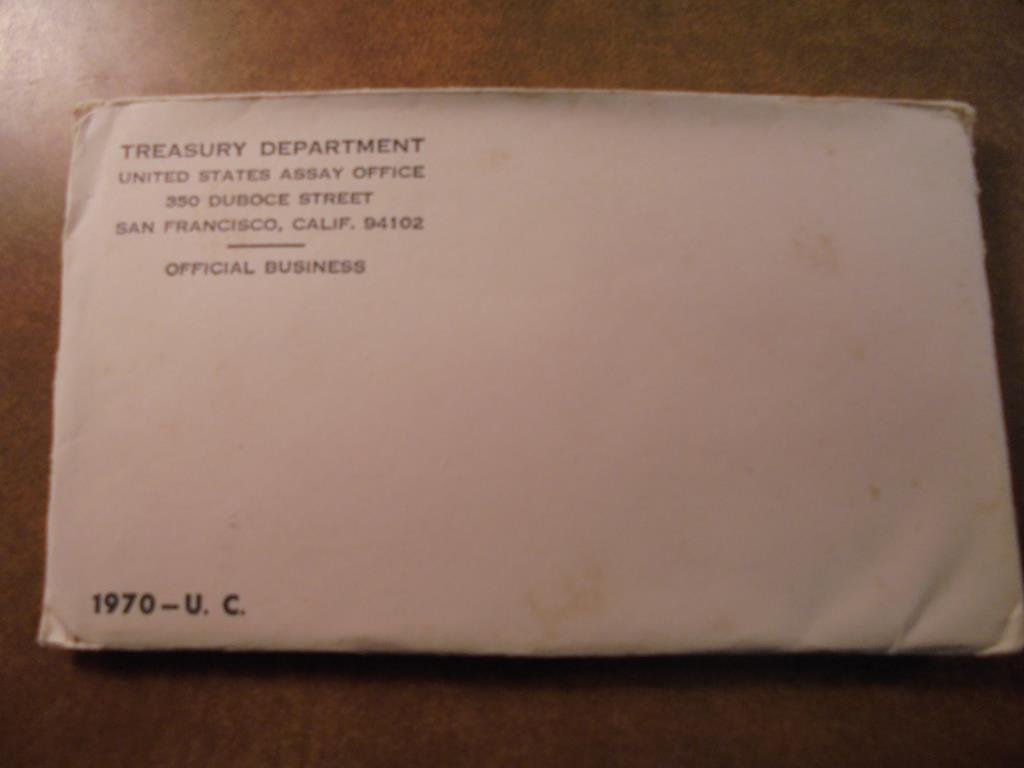 TREASURY DEPARTMENT
UNITED STATES ASSAY OFFICE
350 DUBOCE STREET
SAN FRANCISCO, CALIF. 94102
OFFICIAL BUSINESS
1970-U. C.